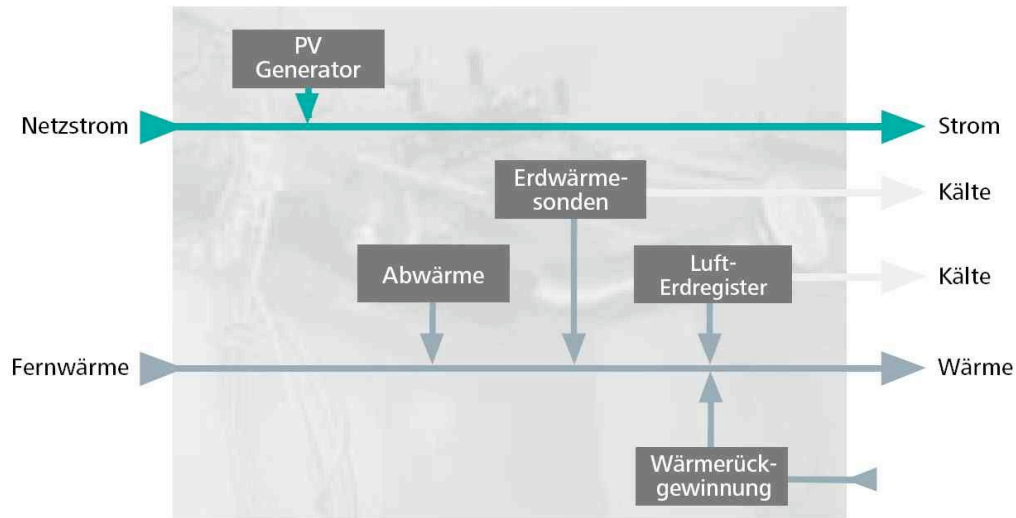 PV
Generator
Netzstrom
Strom
Erdwärme-
sonden
Kälte
Abwärme
Luft-
Erdregister
Kälte
Fernwärme
Wärme
Wärmerück-
gewinnung